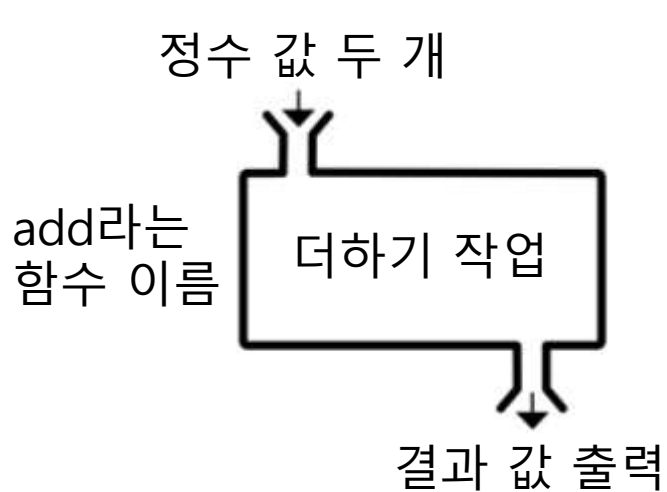 정수 값 두 개
add라는
함수 이름
더하기 작업
결과 값 출력